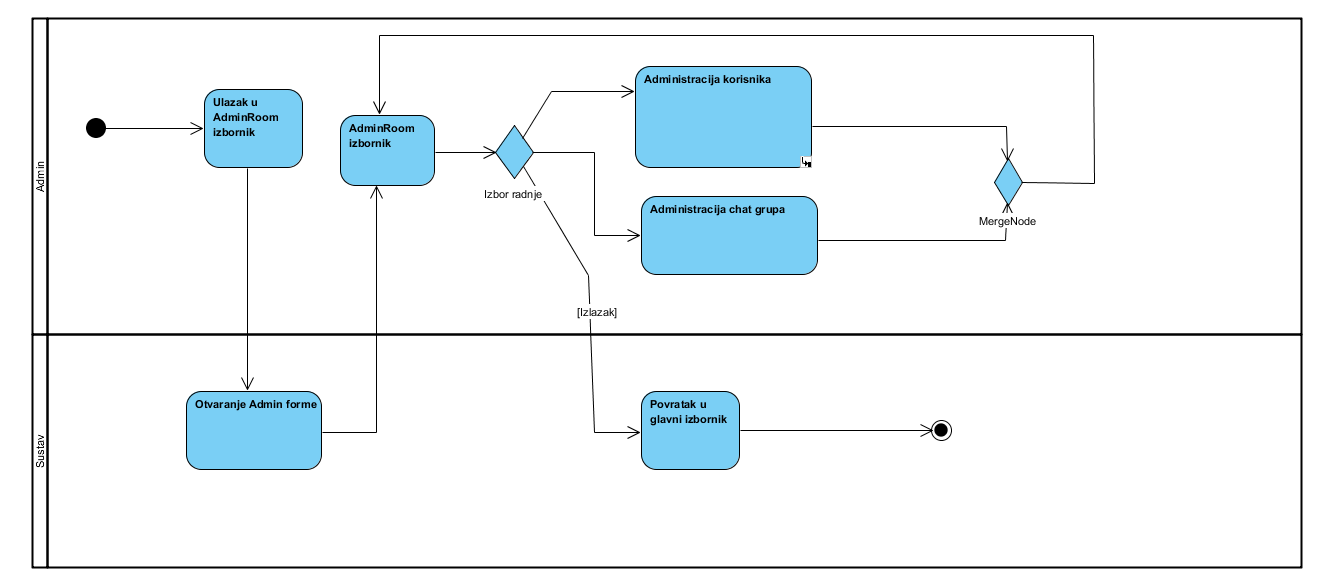 Admin
Ulazak u
AdminRoom
izbornik
AdminRoom
izbornik
Izbor radnje
Administracija korisnika
Administracija chat grupa
MergeNode
[Izlazak]
Sustav
Otvaranje Admin forme
Povratak u
glavni izbornik